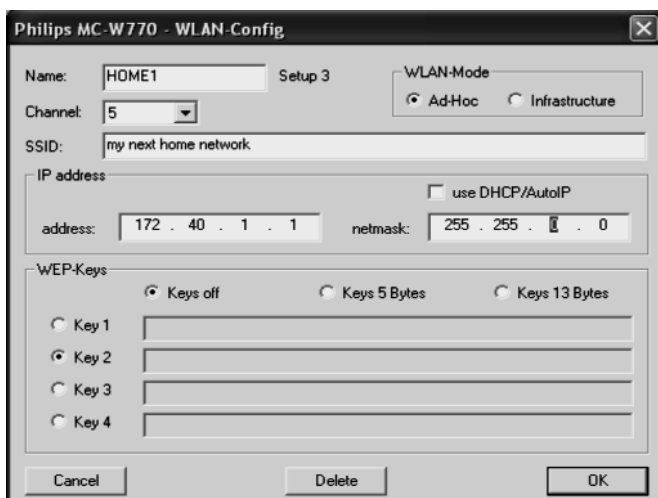 Philips MC-W770 - WLAN-Config
Name: HOME1 Setup 3
WLAN-Mode
Ad-Hoc Infrastructure
Channel: 5
SSID: my next home network
IP address
use DHCP/AutoIP
address: 172 . 40 . 1 . 1 netmask: 255 . 255 . 0 . 0
WEP-Keys
Keys off Keys 5 Bytes Keys 13 Bytes
Key 1
Key 2
Key 3
Key 4
Cancel Delete OK